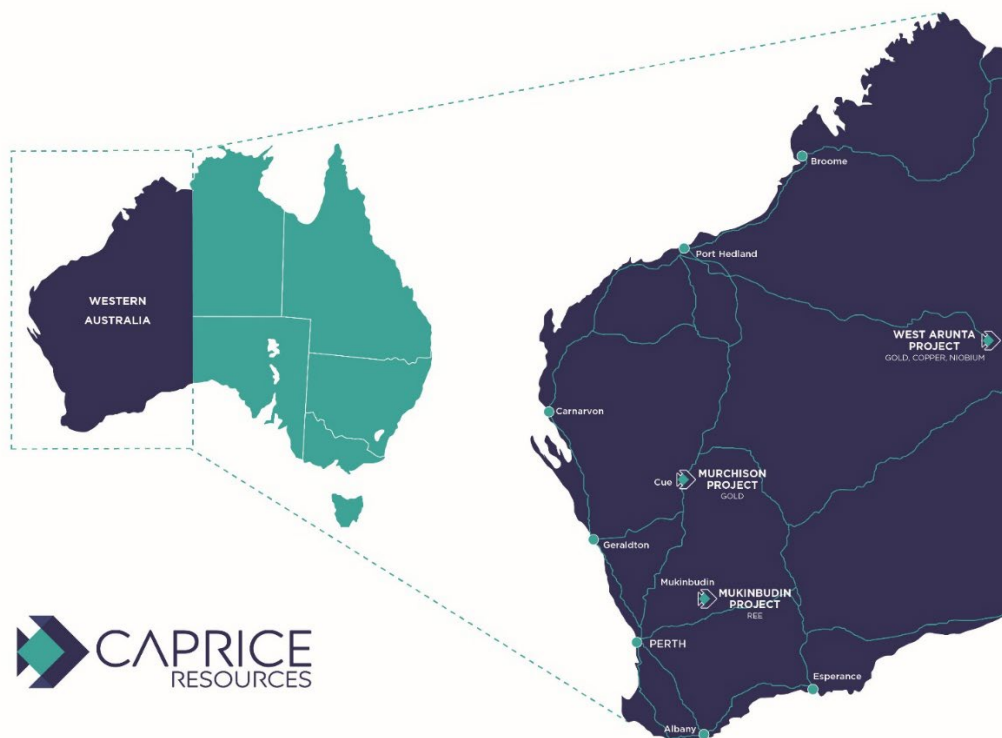 WESTERN
AUSTRALIA
Broome
Port Hedland
WEST ARUNTA
PROJECT
GOLD, COPPER, NIOBIUM
Carnarvon
Cue
MURCHISON
PROJECT
GOLD
Geraldton
Mukinbudin
MUKINBUDIN
PROJECT
REE
PERTH
Esperance
Albany
CAPRICE
RESOURCES